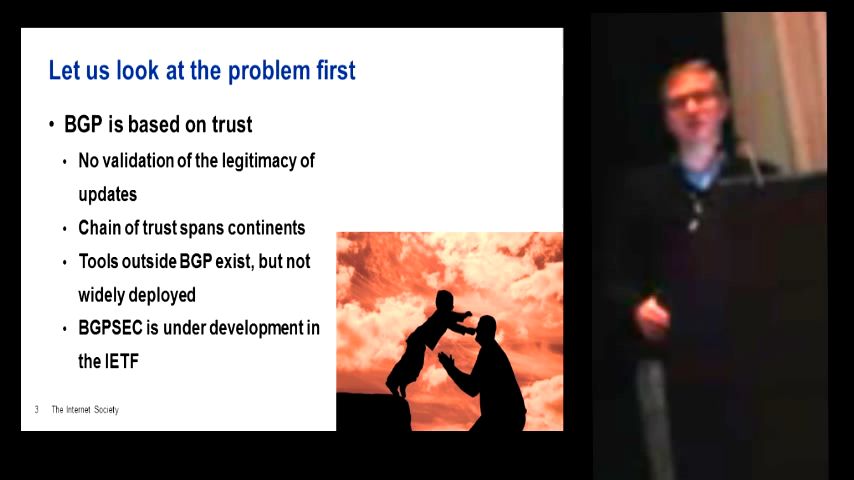 Let us look at the problem first
• BGP is based on trust
• No validation of the legitimacy of
updates
• Chain of trust spans continents
• Tools outside BGP exist, but not
widely deployed
• BGPSEC is under development in
the IETF
3 The Internet Society